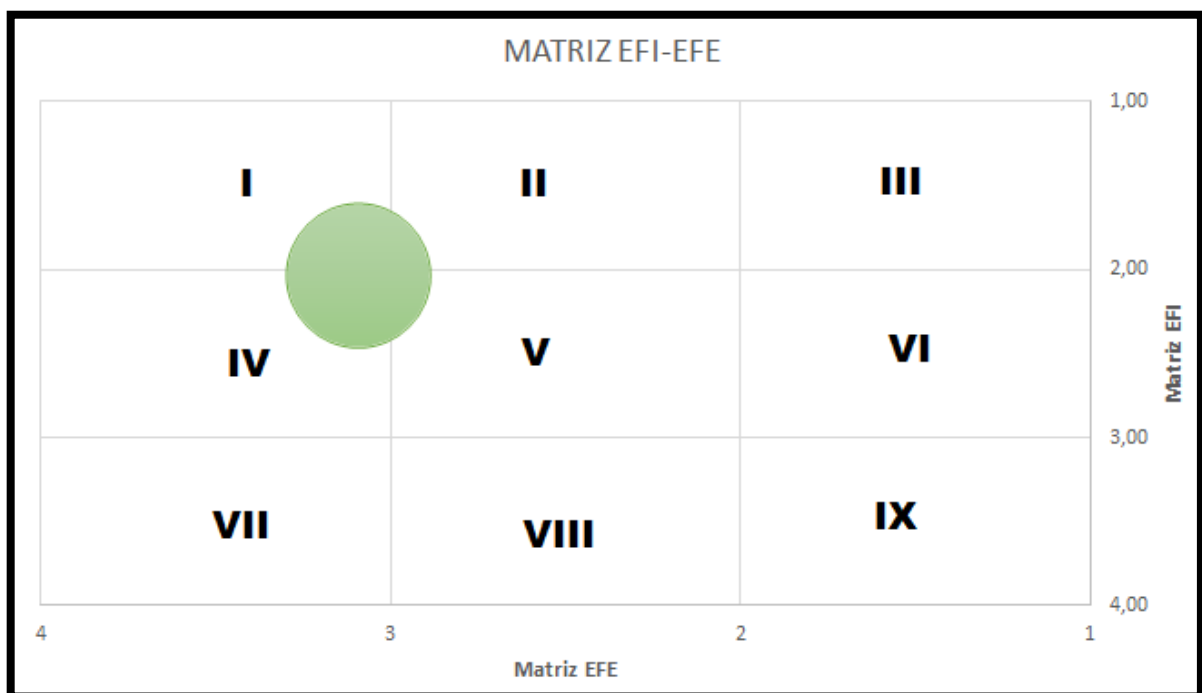 MATRIZ EFI-EFE
1,00
I II III
2,00
Matriz EFI
IV V VI
3,00
VII VIII IX
4,00
4 3 2 1
Matriz EFE